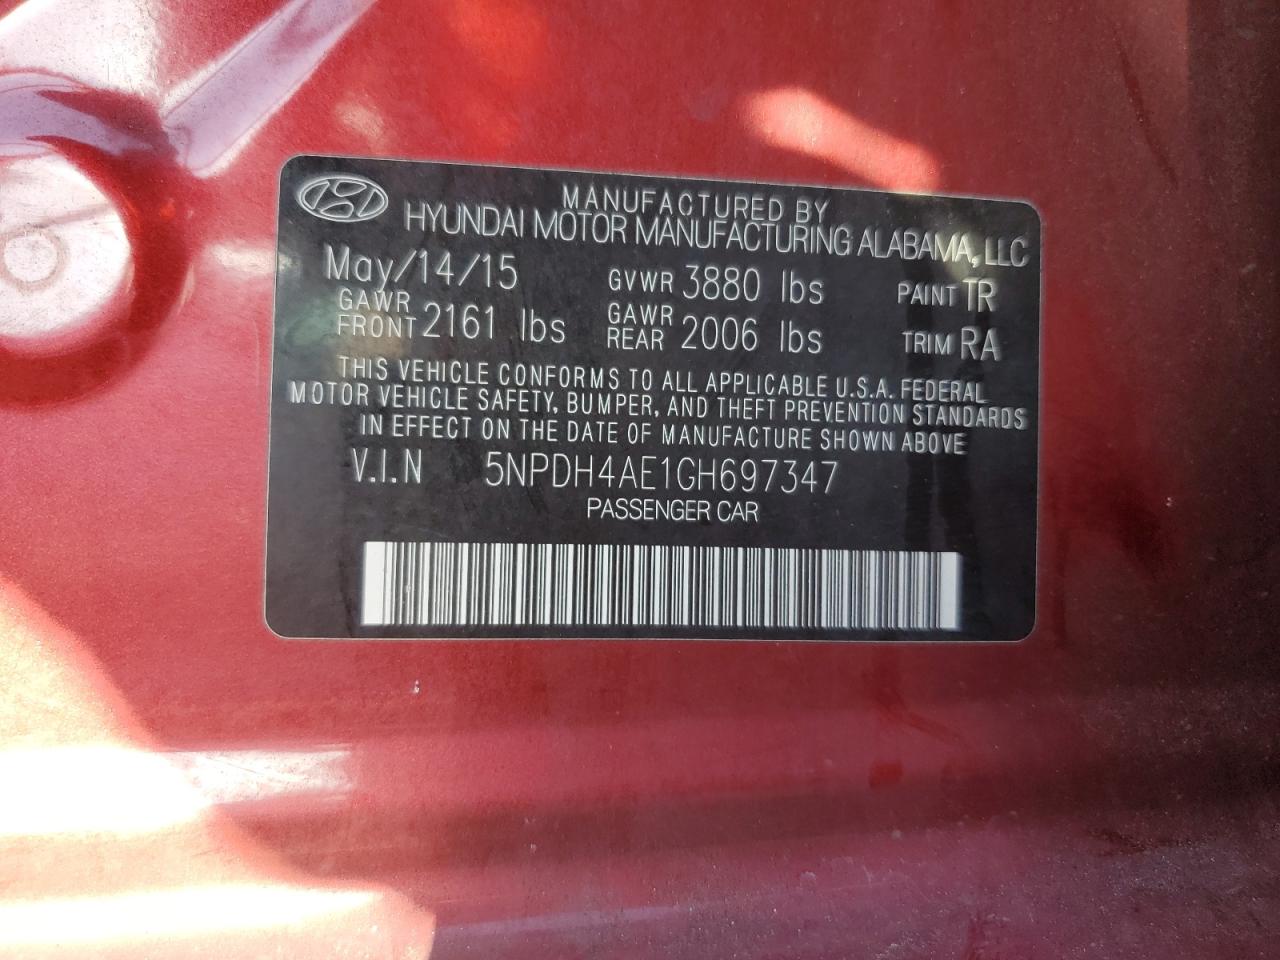 MANUFACTURED BY
HYUNDAI MOTOR MANUFACTURING ALABAMA, LLC
May/14/15 GVWR 3880 lbs PAINT TR
GAWR FRONT 2161 lbs GAWR REAR 2006 lbs TRIM RA
THIS VEHICLE CONFORMS TO ALL APPLICABLE U.S.A. FEDERAL
MOTOR VEHICLE SAFETY, BUMPER, AND THEFT PREVENTION STANDARDS
IN EFFECT ON THE DATE OF MANUFACTURE SHOWN ABOVE
V.I.N 5NPDH4AE1GH697347
PASSENGER CAR